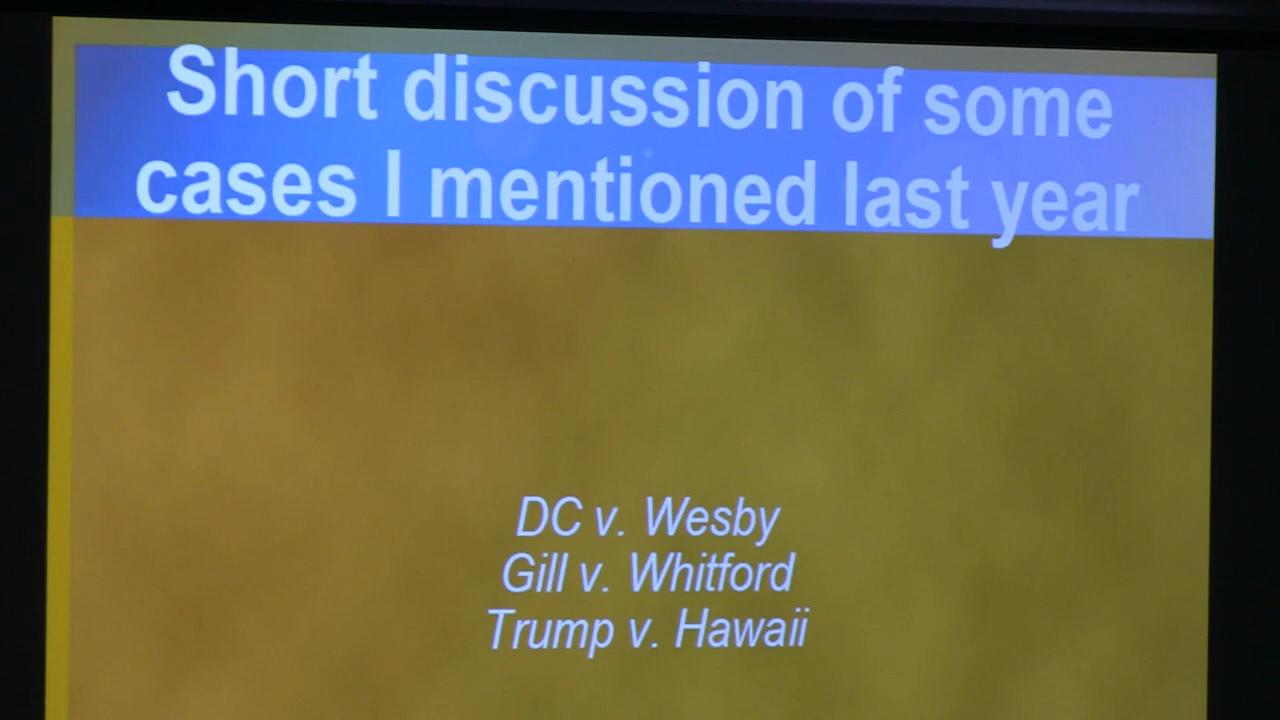 Short discussion of some
cases I mentioned last year
DC v. Wesby
Gill v. Whitford
Trump v. Hawaii